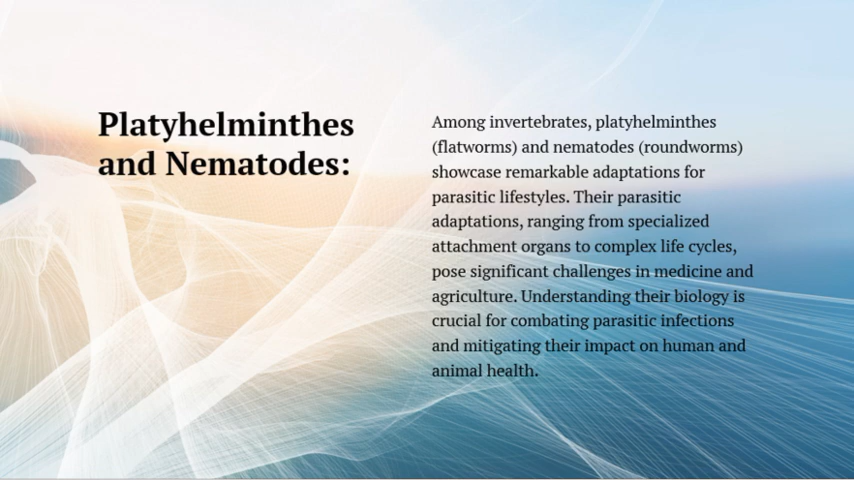 Platyhelminthes
and Nematodes:
Among invertebrates, platyhelminthes
(flatworms) and nematodes (roundworms)
showcase remarkable adaptations for
parasitic lifestyles. Their parasitic
adaptations, ranging from specialized
attachment organs to complex life cycles,
pose significant challenges in medicine and
agriculture. Understanding their biology is
crucial for combating parasitic infections
and mitigating their impact on human and
animal health.